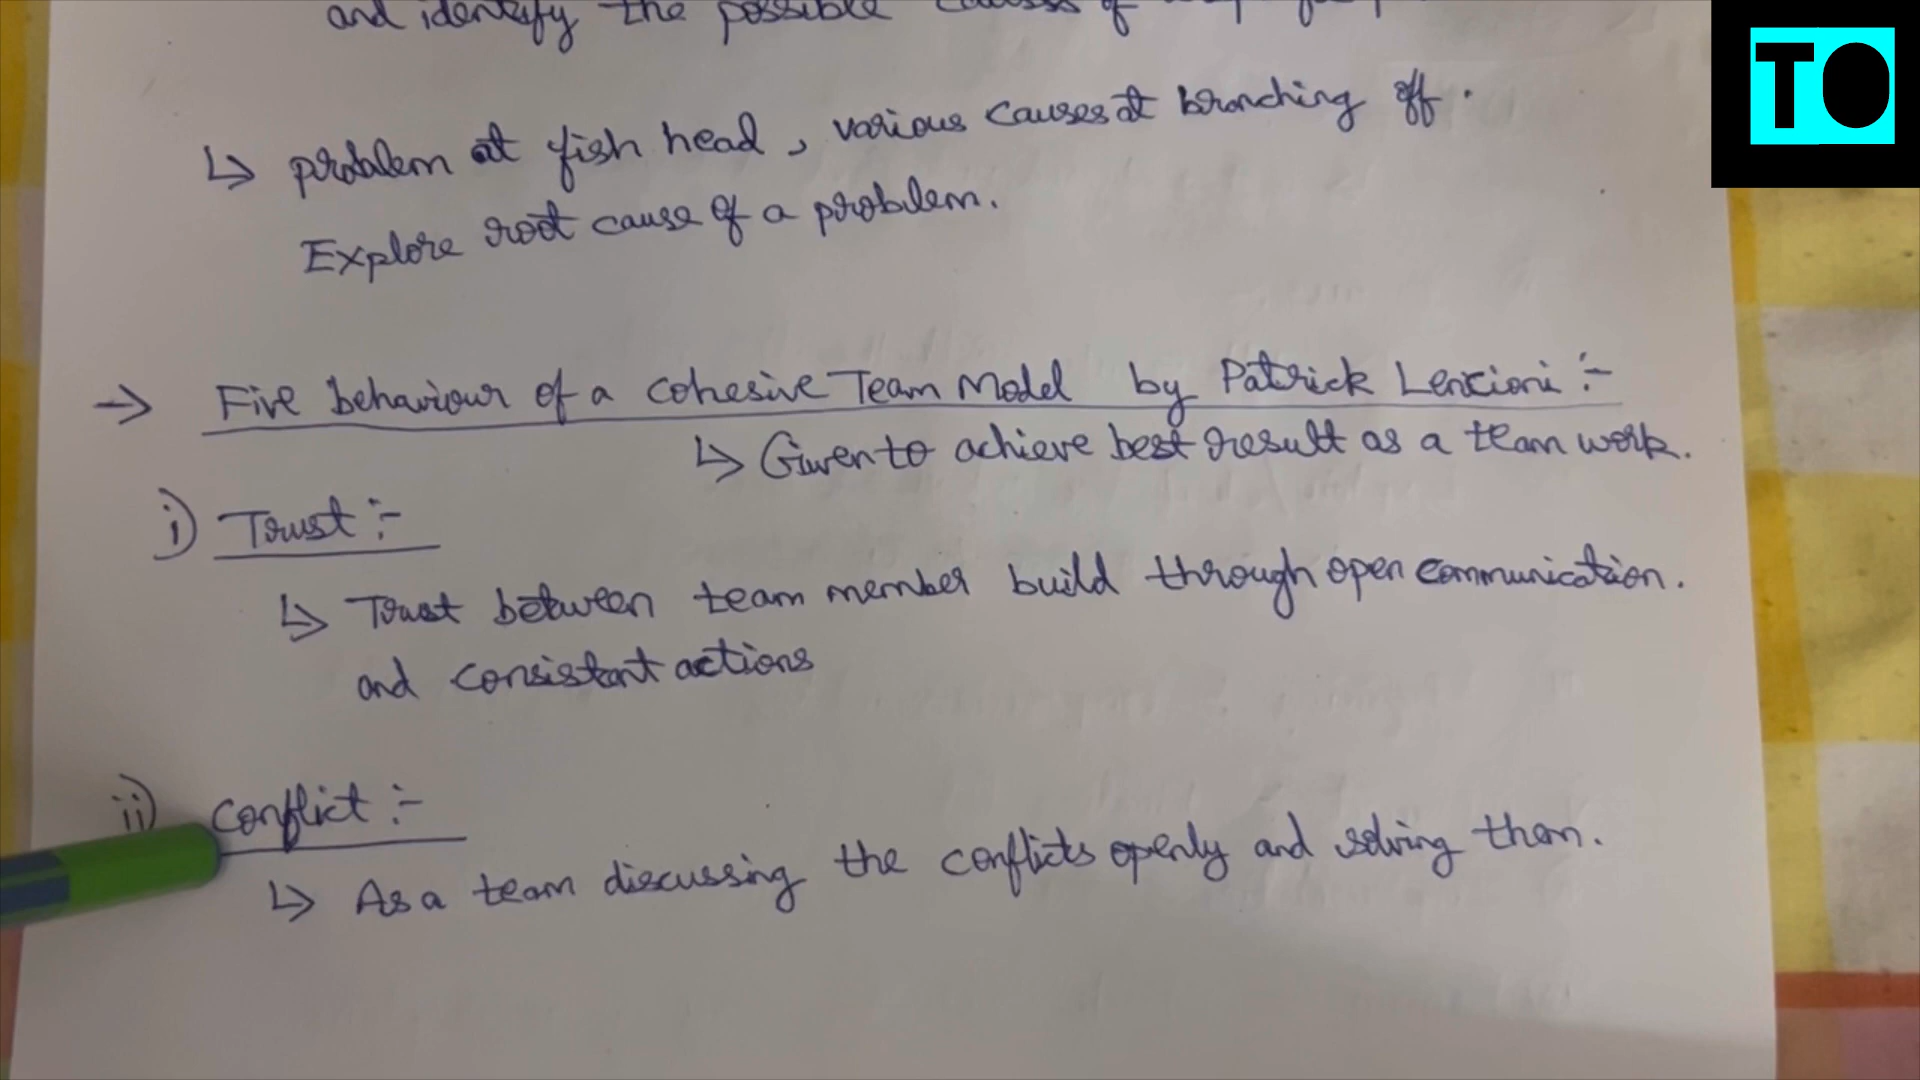 and identify the possible causes of
↳ problem at fish head, various causes at branching off.
Explore root cause of a problem.
→ Five behaviour of a cohesive Team Model by Patrick Lencioni :-
↳ Given to achieve best result as a team work.
i) Trust :-
↳ Trust between team member build through open communication.
and consistent actions
ii) Conflict :-
↳ As a team discussing the conflicts openly and solving them.
TO